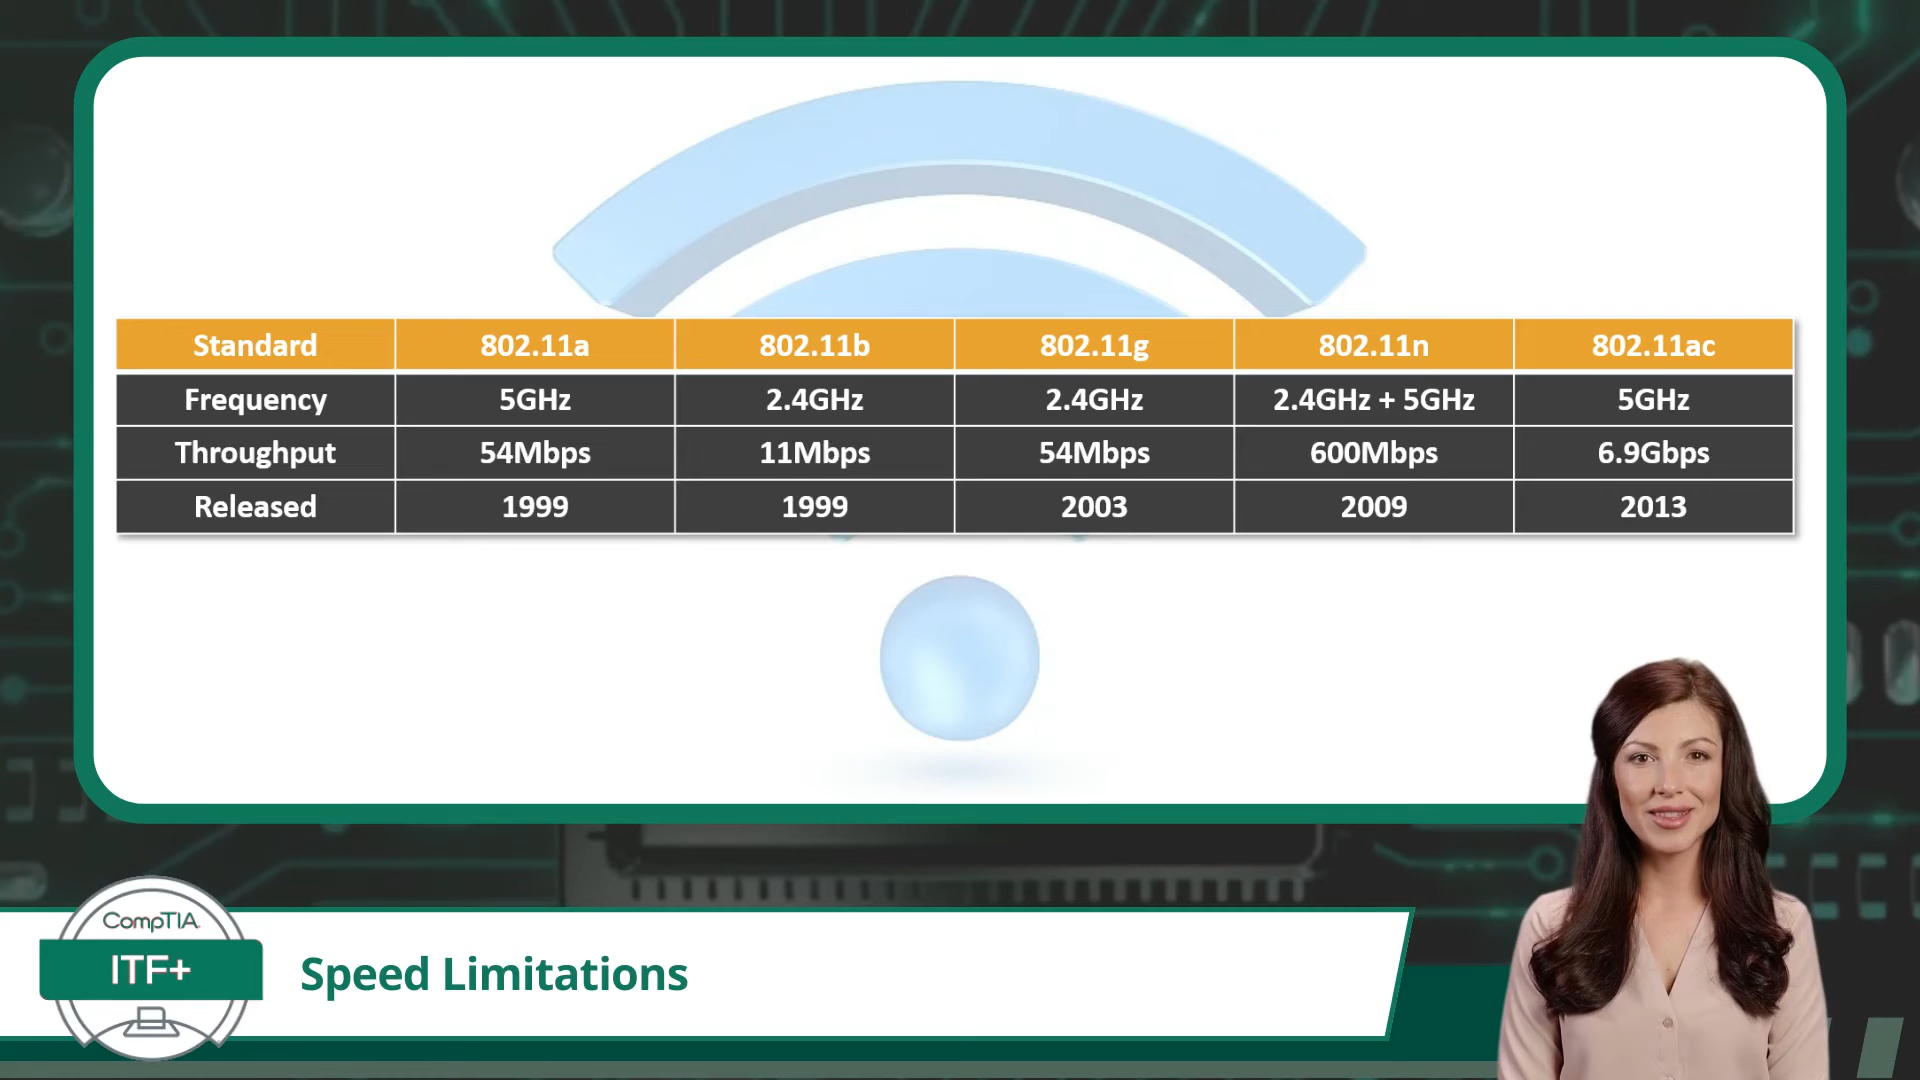 Standard 802.11a 802.11b 802.11g 802.11n 802.11ac
Frequency 5GHz 2.4GHz 2.4GHz 2.4GHz + 5GHz 5GHz
Throughput 54Mbps 11Mbps 54Mbps 600Mbps 6.9Gbps
Released 1999 1999 2003 2009 2013
CompTIA
ITF+
Speed Limitations